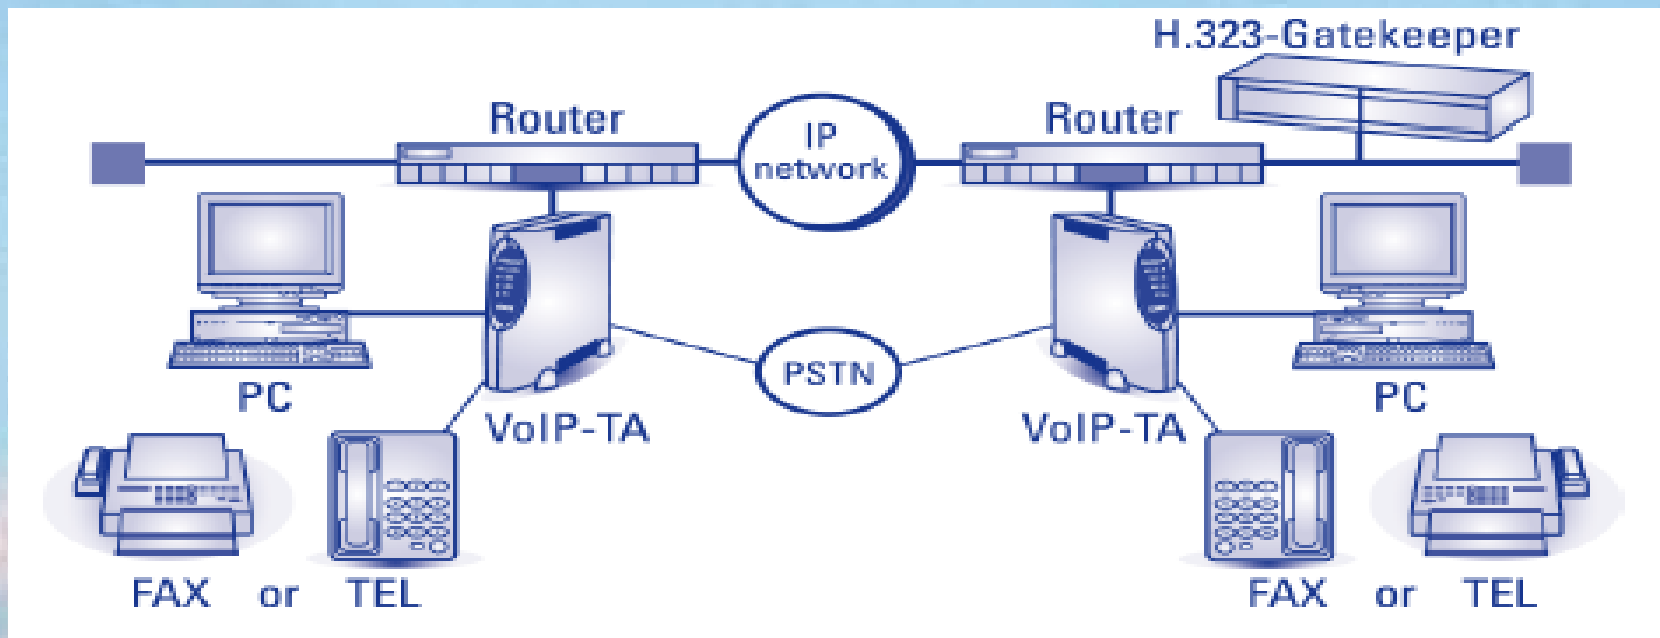 H.323-Gatekeeper
Router
IP
network
Router
PSTN
PC
VoIP-TA
VoIP-TA
PC
FAX or TEL
FAX or TEL